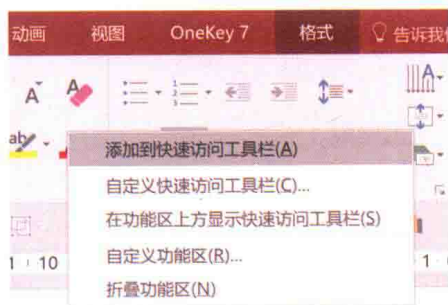 动画 视图 OneKey 7 格式 告诉我
添加到快速访问工具栏(A)
自定义快速访问工具栏(C)...
在功能区上方显示快速访问工具栏(S)
自定义功能区(R)...
折叠功能区(N)
1 10
1